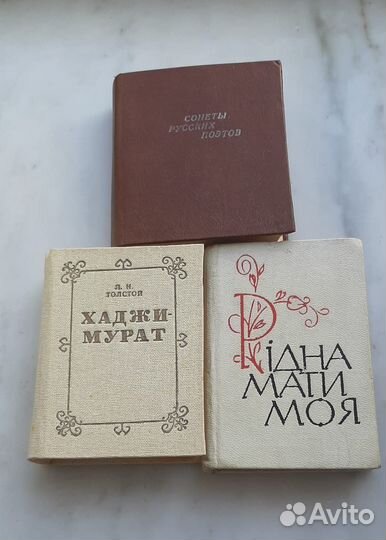 СОНЕТЫ
РУССКИХ
ПОЭТОВ
Л. Н.
ТОЛСТОЙ
ХАДЖИ-
МУРАТ
РІДНА
МАТИ
МОЯ
Avito